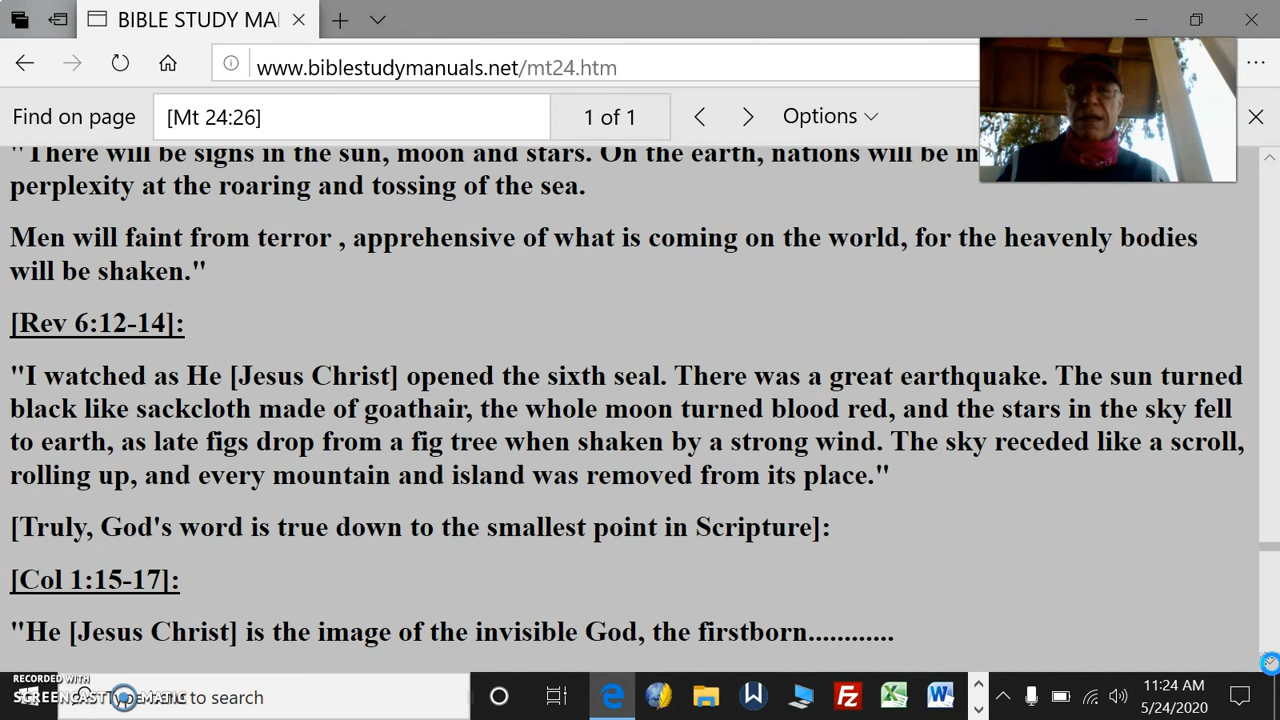 BIBLE STUDY MA
www.biblestudymanuals.net/mt24.htm
Find on page
[Mt 24:26]
1 of 1
Options
"There will be signs in the sun, moon and stars. On the earth, nations will be in
perplexity at the roaring and tossing of the sea.
Men will faint from terror , apprehensive of what is coming on the world, for the heavenly bodies
will be shaken."
[Rev 6:12-14]:
"I watched as He [Jesus Christ] opened the sixth seal. There was a great earthquake. The sun turned
black like sackcloth made of goathair, the whole moon turned blood red, and the stars in the sky fell
to earth, as late figs drop from a fig tree when shaken by a strong wind. The sky receded like a scroll,
rolling up, and every mountain and island was removed from its place."
[Truly, God's word is true down to the smallest point in Scripture]:
[Col 1:15-17]:
"He [Jesus Christ] is the image of the invisible God, the firstborn............
RECORDED WITH
SCREENCAST MATIC
to search
11:24 AM
5/24/2020